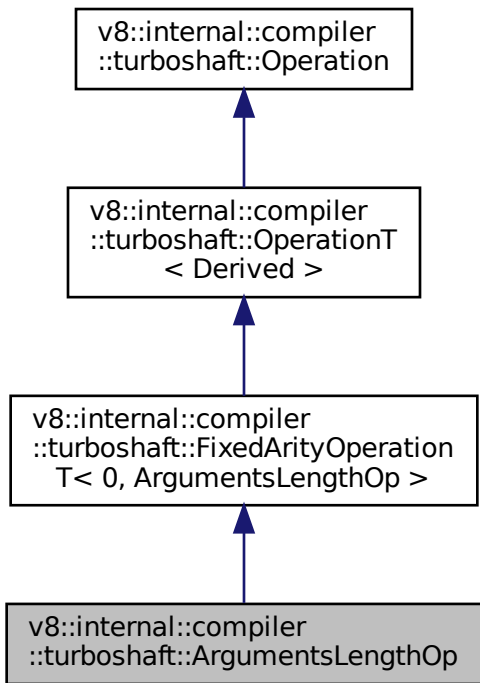 v8::internal::compiler
::turboshaft::Operation
v8::internal::compiler
::turboshaft::OperationT
< Derived >
v8::internal::compiler
::turboshaft::FixedArityOperation
T< 0, ArgumentsLengthOp >
v8::internal::compiler
::turboshaft::ArgumentsLengthOp